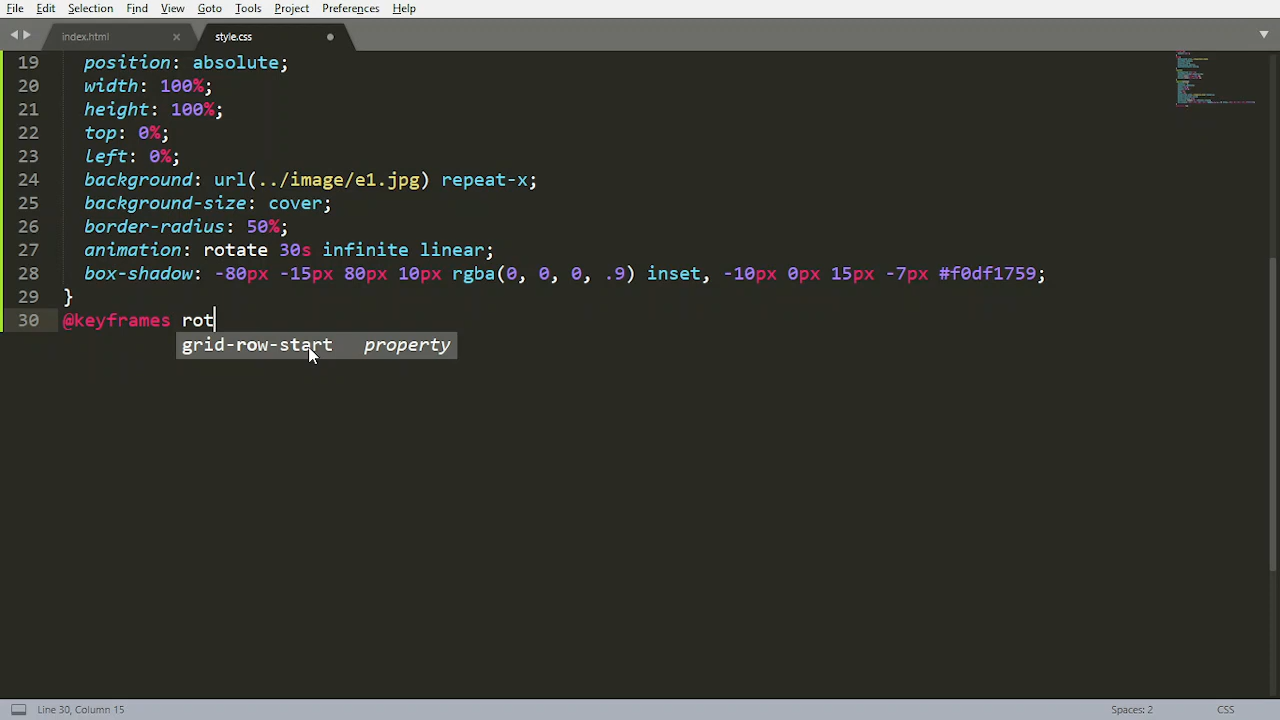 File Edit Selection Find View Goto Tools Project Preferences Help
index.html × style.css
19 position: absolute;
20 width: 100%;
21 height: 100%;
22 top: 0%;
23 left: 0%;
24 background: url(../image/e1.jpg) repeat-x;
25 background-size: cover;
26 border-radius: 50%;
27 animation: rotate 30s infinite linear;
28 box-shadow: -80px -15px 80px 10px rgba(0, 0, 0, .9) inset, -10px 0px 15px -7px #f0df1759;
29 }
30 @keyframes rot
grid-row-start property
Line 30, Column 15 Spaces: 2 CSS